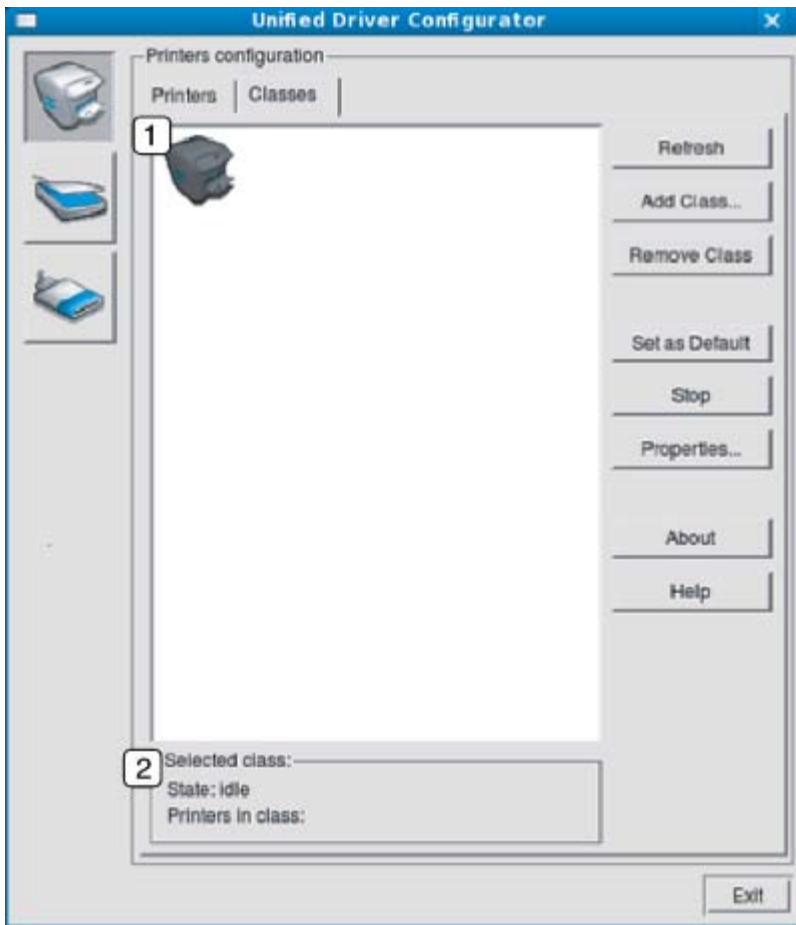 Unified Driver Configurator
Printers configuration
Printers
Classes
1
Refresh
Add Class...
Remove Class
Set as Default
Stop
Properties...
About
Help
2
Selected class:
State: idle
Printers in class:
Exit